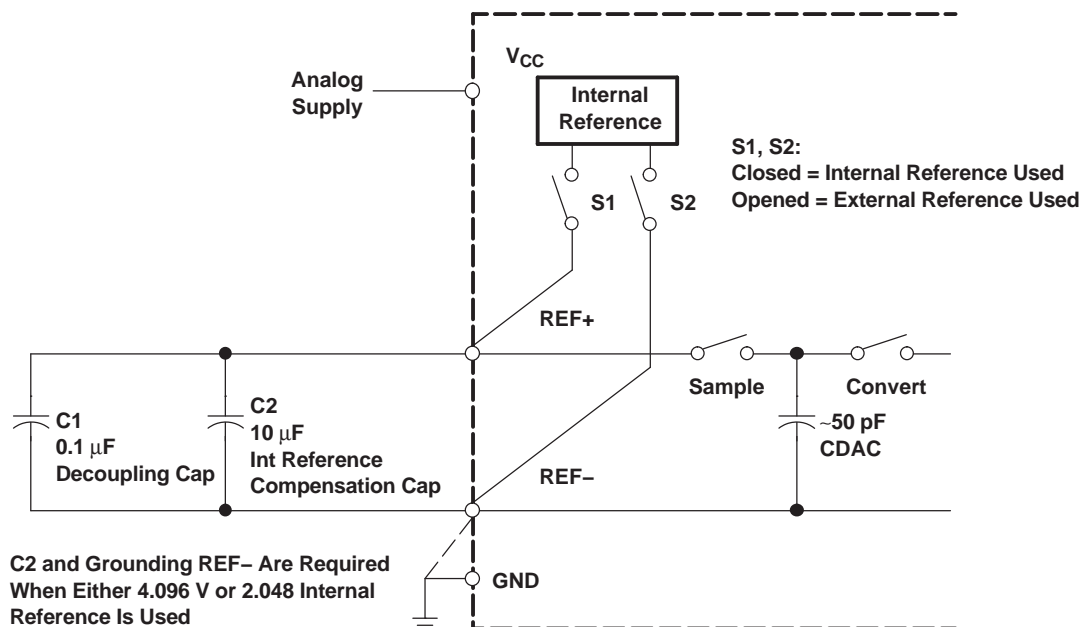 V_CC
Analog
Supply
Internal
Reference
S1, S2:
Closed = Internal Reference Used
Opened = External Reference Used
S1
S2
REF+
Sample
Convert
C1
0.1 μF
Decoupling Cap
C2
10 μF
Int Reference
Compensation Cap
~50 pF
CDAC
REF−
C2 and Grounding REF− Are Required
When Either 4.096 V or 2.048 Internal
Reference Is Used
GND